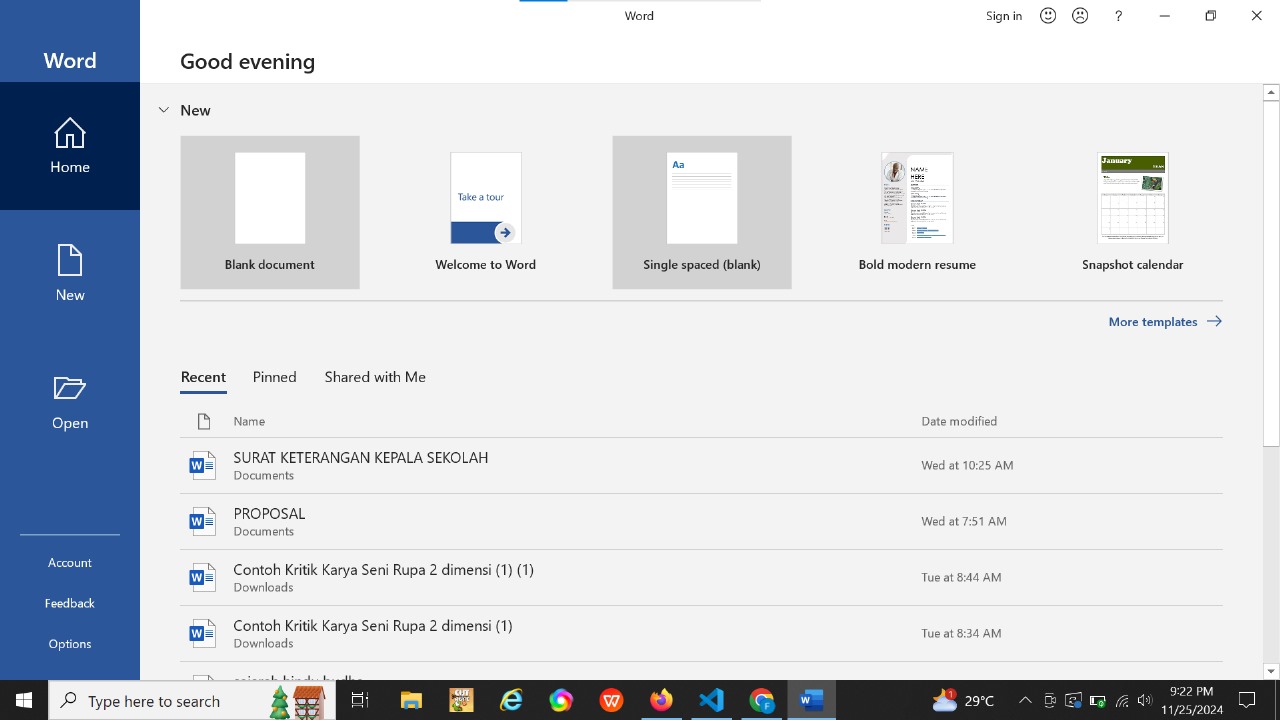 Word
Sign in
?
Word
Good evening
Home
New
Open
Account
Feedback
Options
New
Blank document
Take a tour
Welcome to Word
Aa
Single spaced (blank)
NAME
HERE
Bold modern resume
January
Snapshot calendar
More templates
Recent Pinned Shared with Me
Name Date modified
SURAT KETERANGAN KEPALA SEKOLAH
Documents
Wed at 10:25 AM
PROPOSAL
Documents
Wed at 7:51 AM
Contoh Kritik Karya Seni Rupa 2 dimensi (1) (1)
Downloads
Tue at 8:44 AM
Contoh Kritik Karya Seni Rupa 2 dimensi (1)
Downloads
Tue at 8:34 AM
Type here to search
29°C
9:22 PM
11/25/2024